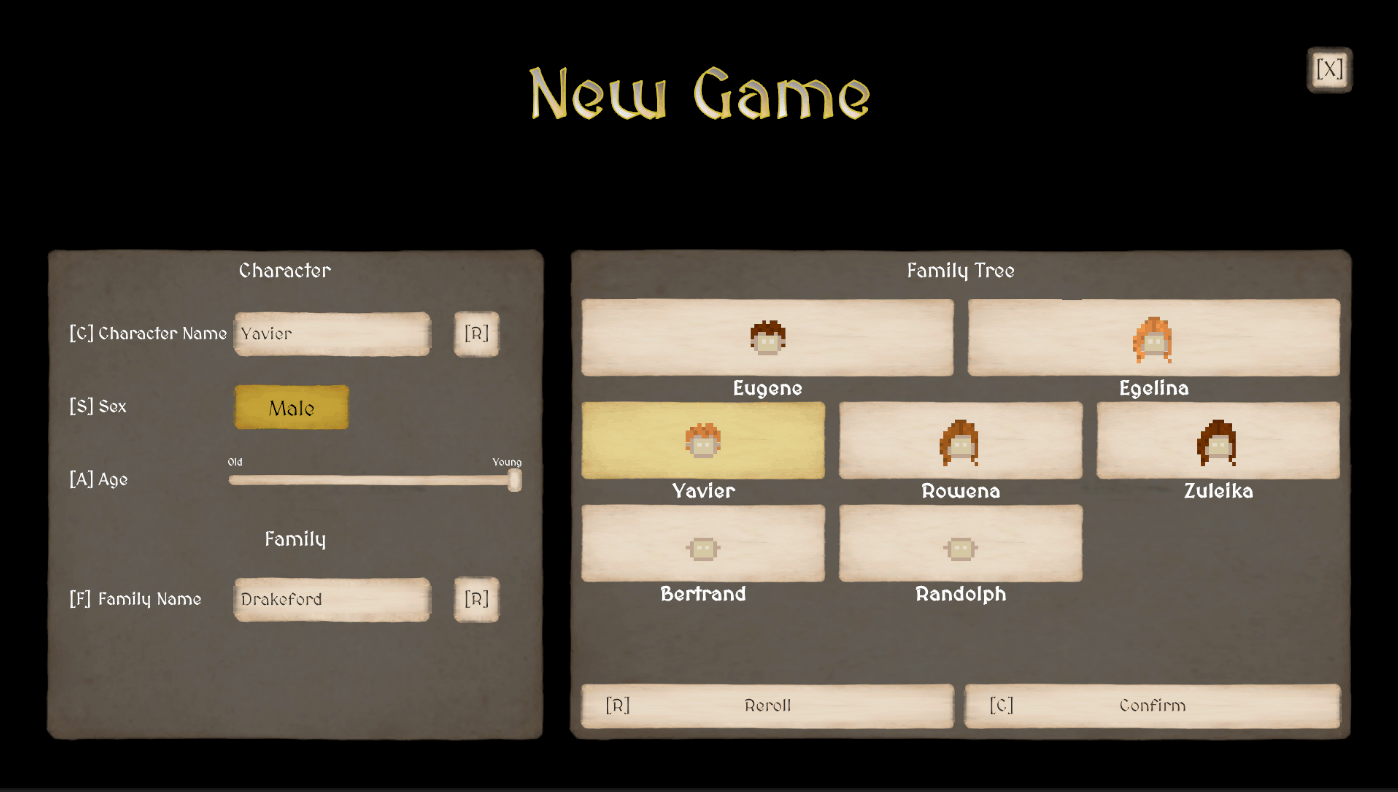 New Game
[X]
Character
[C] Character Name Yavier [R]
[S] Sex Male
Old Young
[A] Age
Family
[F] Family Name Drakeford [R]
Family Tree
Eugene Egelina
Yavier Rowena Zuleika
Bertrand Randolph
[R] Reroll [C] Confirm